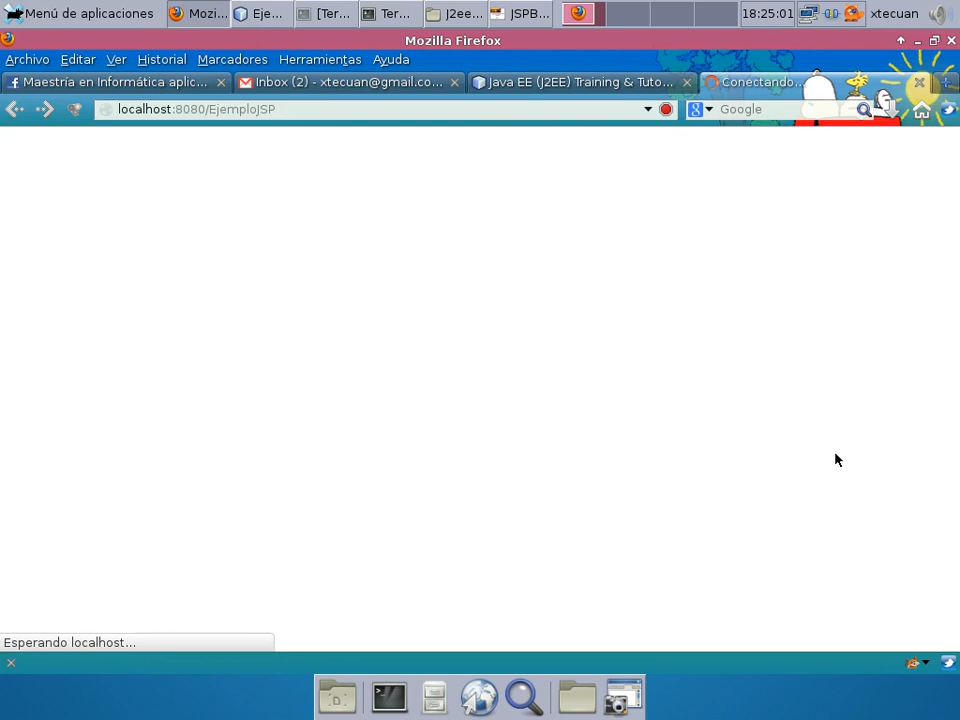 Menú de aplicaciones Mozi... Eje... [Ter... Ter... J2ee... JSPB... 18:25:01 xtecuan
Mozilla Firefox
Archivo Editar Ver Historial Marcadores Herramientas Ayuda
Maestría en Informática aplic... Inbox (2) - xtecuan@gmail.co... Java EE (J2EE) Training & Tuto... Conectando...
localhost:8080/EjemploJSP Google
Esperando localhost...